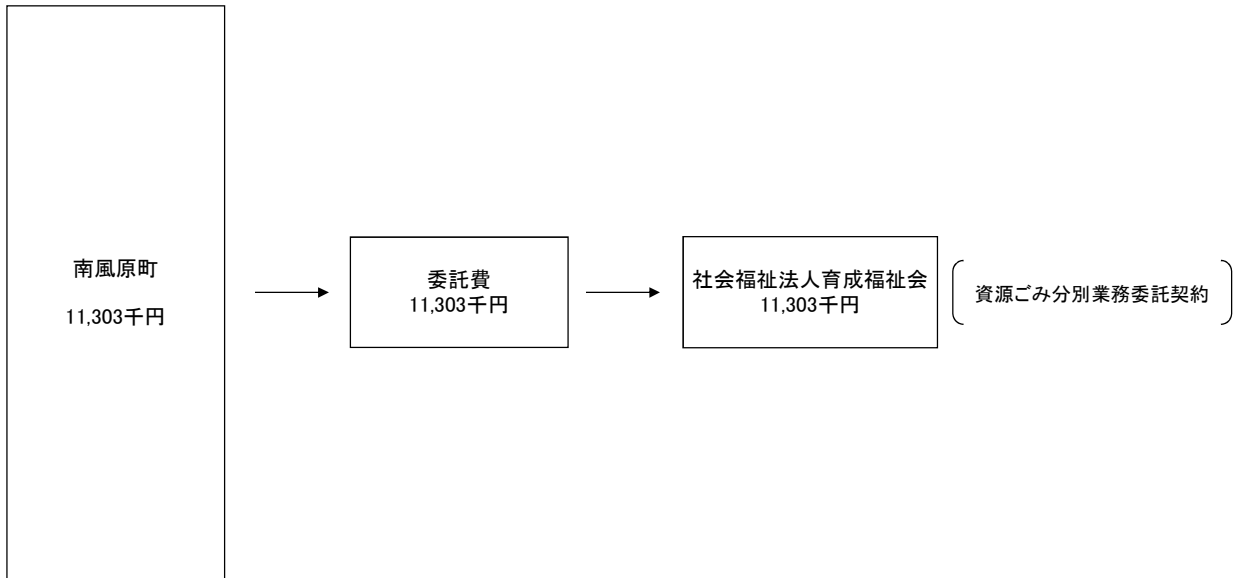 南風原町
11,303千円
委託費
11,303千円
社会福祉法人育成福祉会
11,303千円
資源ごみ分別業務委託契約